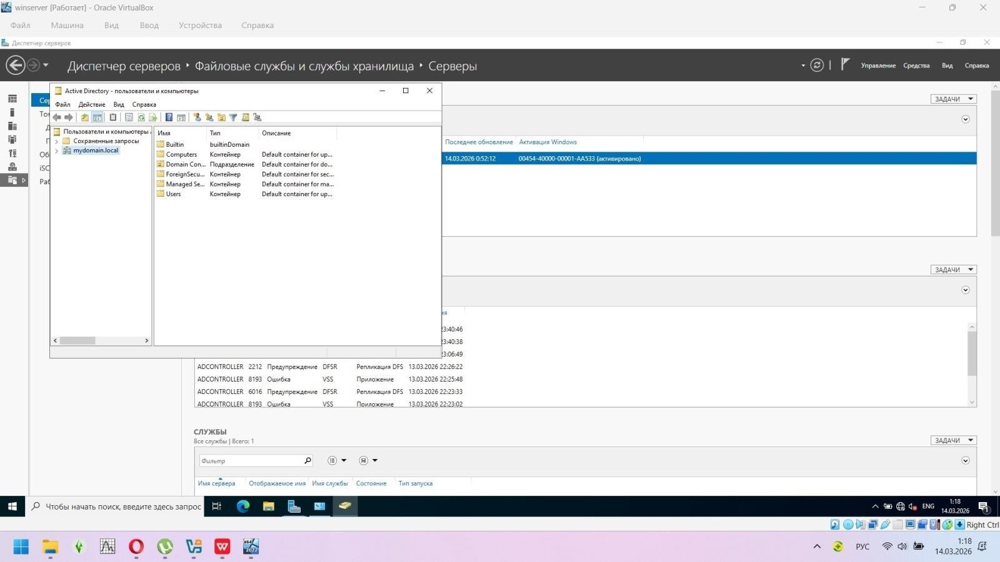 winserver [Работает] - Oracle VirtualBox
Файл Машина Вид Ввод Устройства Справка
Диспетчер серверов
Диспетчер серверов ‣ Файловые службы и службы хранилища ‣ Серверы
Управление Средства Вид Справка
Active Directory - пользователи и компьютеры
Файл Действие Вид Справка
Пользователи и компьютеры
Сохраненные запросы
mydomain.local
Имя Тип Описание
Builtin builtinDomain
Computers Контейнер Default container for up...
Domain Con... Подразделение Default container for do...
ForeignSecu... Контейнер Default container for sec...
Managed Se... Контейнер Default container for ma...
Users Контейнер Default container for up...
Сер
Тог
Об
iSC
Раб
ЗАДАЧИ
Последнее обновление Активация Windows
14.03.2026 0:52:12 00454-40000-00001-AA533 (активировано)
ЗАДАЧИ
23:40:46
23:40:38
23:06:49
ADCONTROLLER 2212 Предупреждение DFSR Репликация DFS 13.03.2026 22:26:22
ADCONTROLLER 8193 Ошибка VSS Приложение 13.03.2026 22:25:48
ADCONTROLLER 6016 Предупреждение DFSR Репликация DFS 13.03.2026 22:23:33
ADCONTROLLER 8193 Ошибка VSS Приложение 13.03.2026 22:23:02
СЛУЖБЫ
Все службы | Всего: 1
ЗАДАЧИ
Фильтр
Имя сервера Отображаемое имя Имя службы Состояние Тип запуска
Чтобы начать поиск, введите здесь запрос
ENG
1:18
14.03.2026
1
Right Ctrl
x64
2022
РУС
1:18
14.03.2026